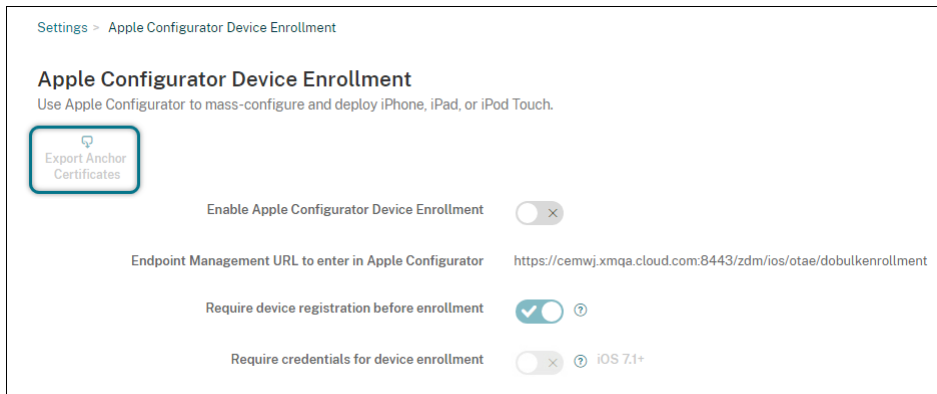 Settings > Apple Configurator Device Enrollment
Apple Configurator Device Enrollment
Use Apple Configurator to mass-configure and deploy iPhone, iPad, or iPod Touch.
Export Anchor
Certificates
Enable Apple Configurator Device Enrollment
Endpoint Management URL to enter in Apple Configurator https://cemwj.xmqa.cloud.com:8443/zdm/ios/otae/dobulkenrollment
Require device registration before enrollment ?
Require credentials for device enrollment ? iOS 7.1+